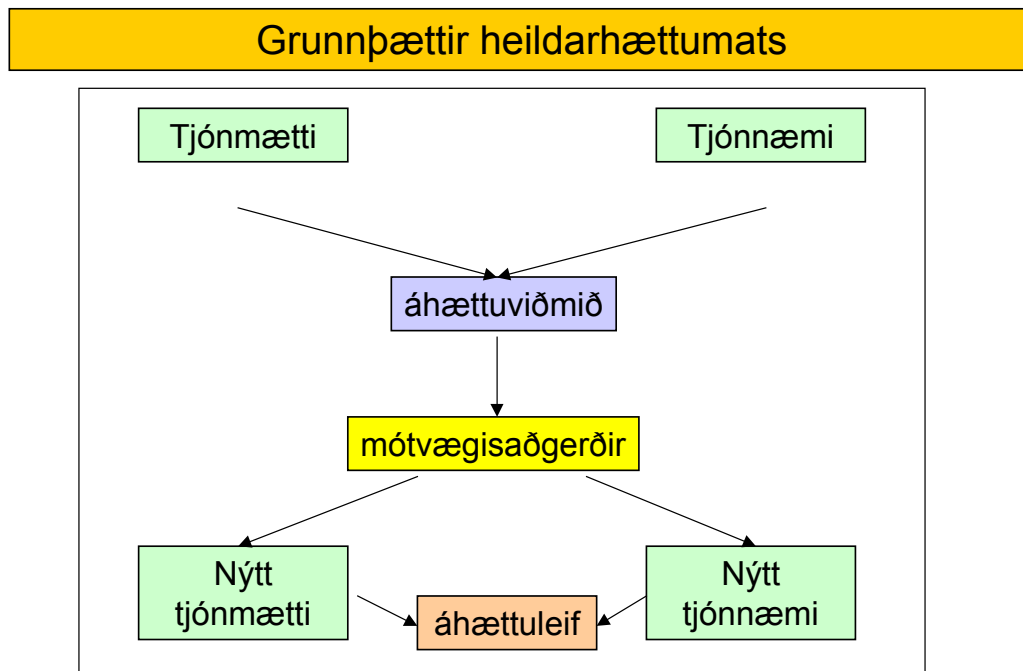 Grunnþættir heildarhættumats
Tjónmætti
Tjónnæmi
áhættuviðmið
mótvægisaðgerðir
Nýtt
tjónmætti
Nýtt
tjónnæmi
áhættuleif